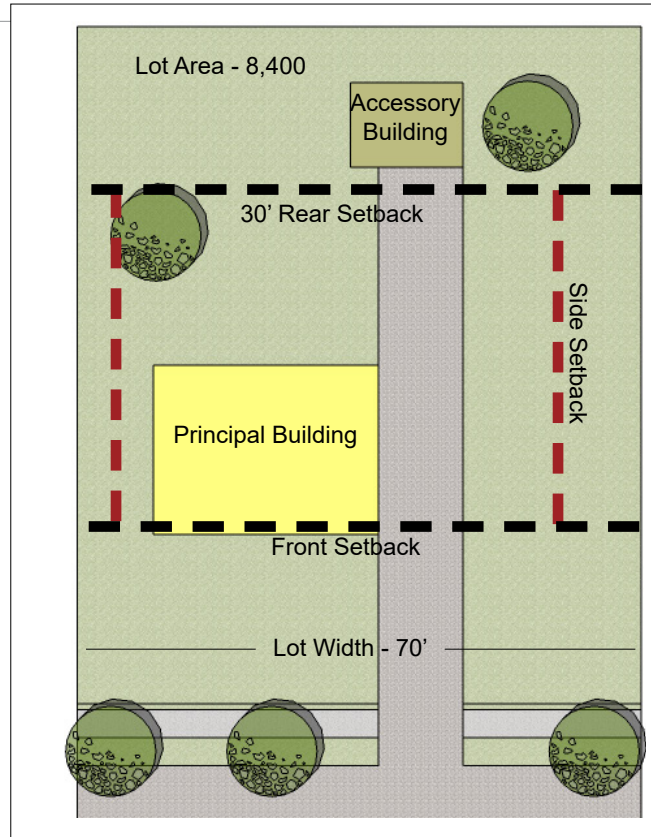 Lot Area - 8,400
Accessory
Building
30’ Rear Setback
Side Setback
Principal Building
Front Setback
Lot Width - 70’